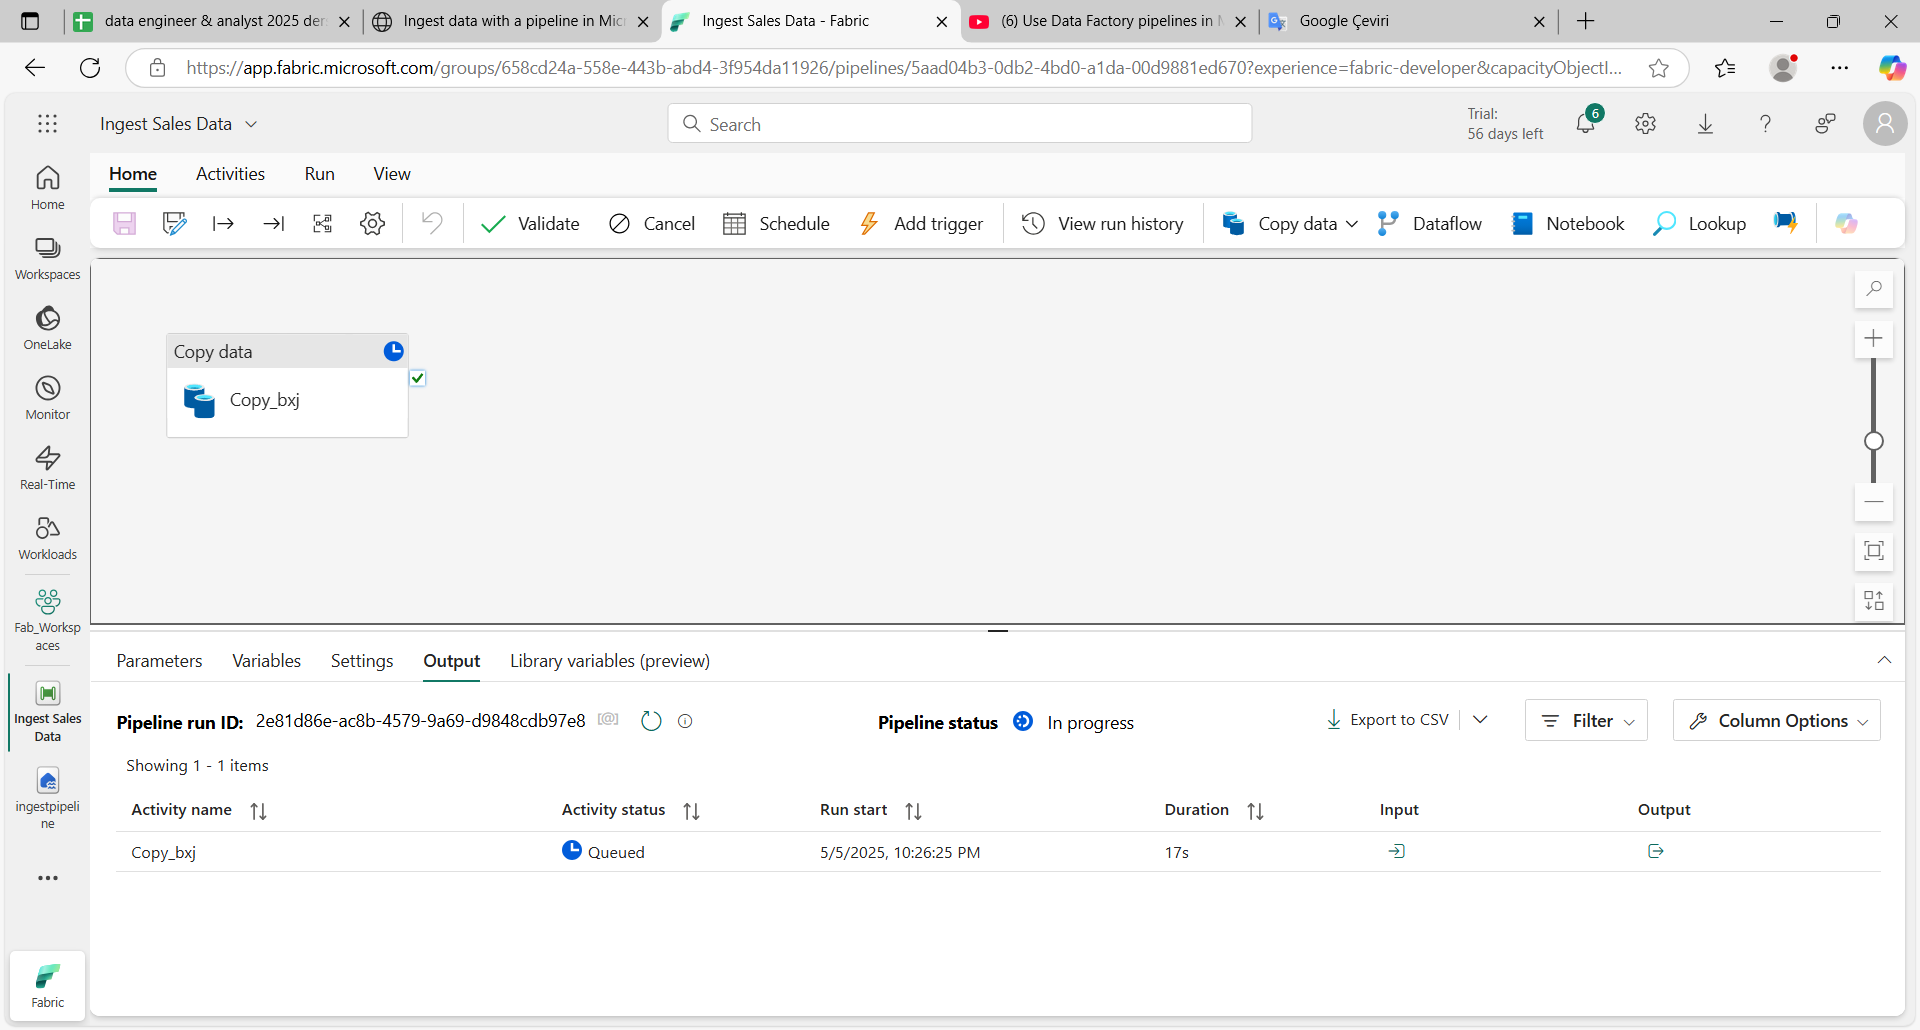 data engineer & analyst 2025 der
Ingest data with a pipeline in Micr
Ingest Sales Data - Fabric
(6) Use Data Factory pipelines in M
Google Çeviri
https://app.fabric.microsoft.com/groups/658cd24a-558e-443b-abd4-3f954da11926/pipelines/5aad04b3-0db2-4bd0-a1da-00d9881ed670?experience=fabric-developer&capacityObjectI...
Ingest Sales Data
Search
Trial:
56 days left
6
Home
Activities
Run
View
Validate
Cancel
Schedule
Add trigger
View run history
Copy data
Dataflow
Notebook
Lookup
Home
Workspaces
OneLake
Monitor
Real-Time
Workloads
Fab_Worksp
aces
Ingest Sales
Data
ingestpipeli
ne
Fabric
Copy data
Copy_bxj
Parameters
Variables
Settings
Output
Library variables (preview)
Pipeline run ID: 2e81d86e-ac8b-4579-9a69-d9848cdb97e8 [@]
Pipeline status In progress
Export to CSV
Filter
Column Options
Showing 1 - 1 items
Activity name Activity status Run start Duration Input Output
Copy_bxj Queued 5/5/2025, 10:26:25 PM 17s